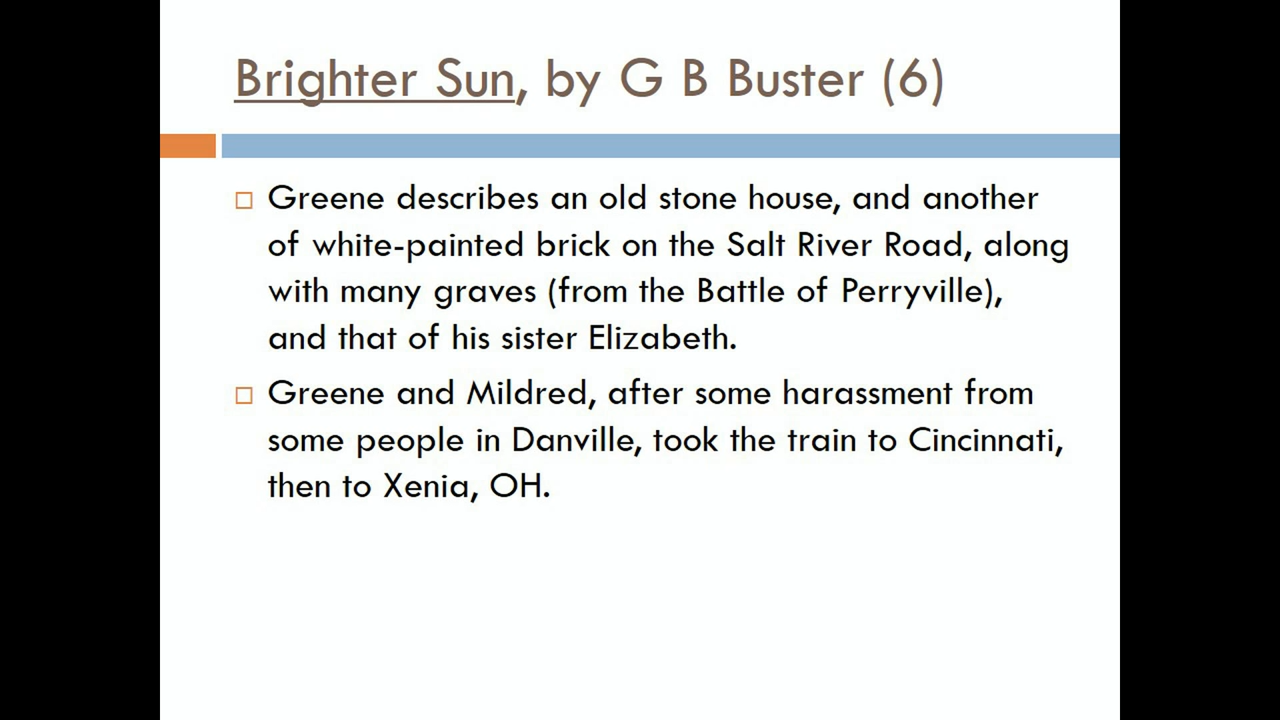 Brighter Sun, by G B Buster (6)
Greene describes an old stone house, and another
of white-painted brick on the Salt River Road, along
with many graves (from the Battle of Perryville),
and that of his sister Elizabeth.
Greene and Mildred, after some harassment from
some people in Danville, took the train to Cincinnati,
then to Xenia, OH.